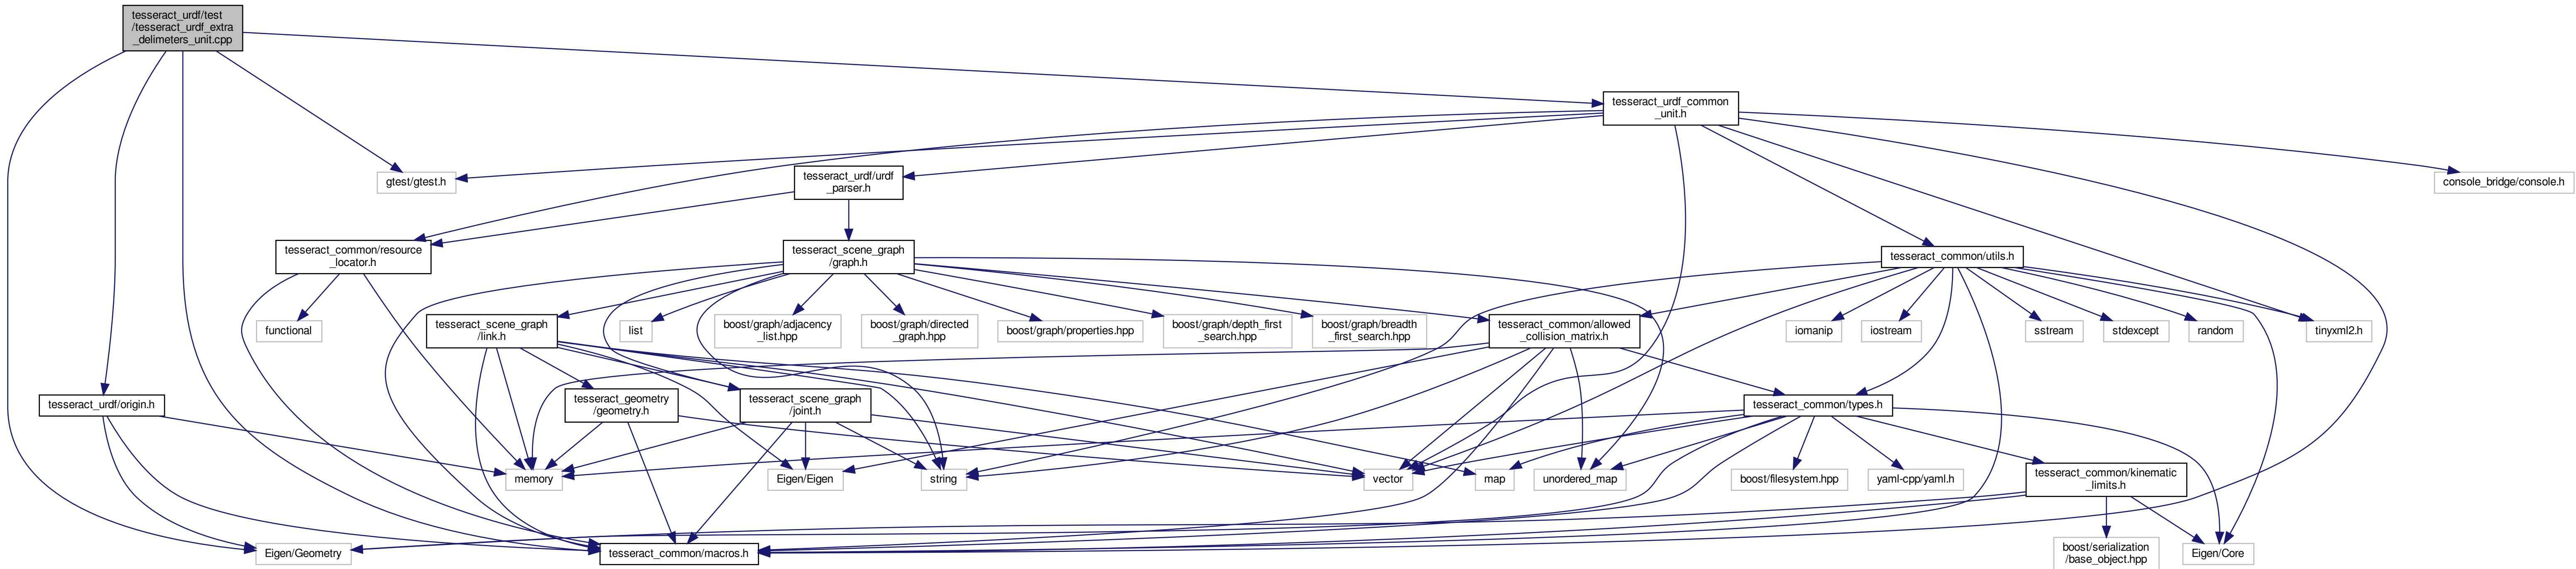 tesseract_urdf/test
/tesseract_urdf_extra
_delimeters_unit.cpp
tesseract_urdf_common
_unit.h
gtest/gtest.h
tesseract_urdf/urdf
_parser.h
console_bridge/console.h
tesseract_common/resource
_locator.h
tesseract_scene_graph
/graph.h
tesseract_common/utils.h
functional
tesseract_scene_graph
/link.h
list
boost/graph/adjacency
_list.hpp
boost/graph/directed
_graph.hpp
boost/graph/properties.hpp
boost/graph/depth_first
_search.hpp
boost/graph/breadth
_first_search.hpp
tesseract_common/allowed
_collision_matrix.h
iomanip
iostream
sstream
stdexcept
random
tinyxml2.h
tesseract_urdf/origin.h
tesseract_geometry
/geometry.h
tesseract_scene_graph
/joint.h
tesseract_common/types.h
memory
Eigen/Eigen
string
vector
map
unordered_map
boost/filesystem.hpp
yaml-cpp/yaml.h
tesseract_common/kinematic
_limits.h
Eigen/Geometry
tesseract_common/macros.h
boost/serialization
/base_object.hpp
Eigen/Core